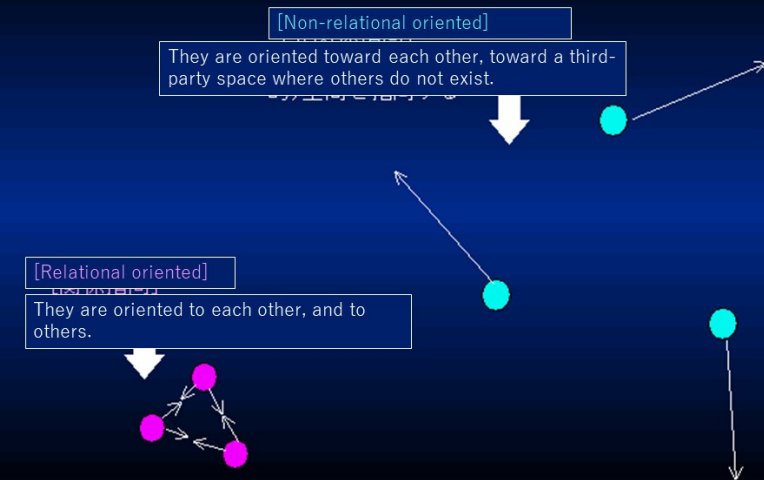 [Non-relational oriented]
They are oriented toward each other, toward a third-
party space where others do not exist.
[Relational oriented]
They are oriented to each other, and to
others.